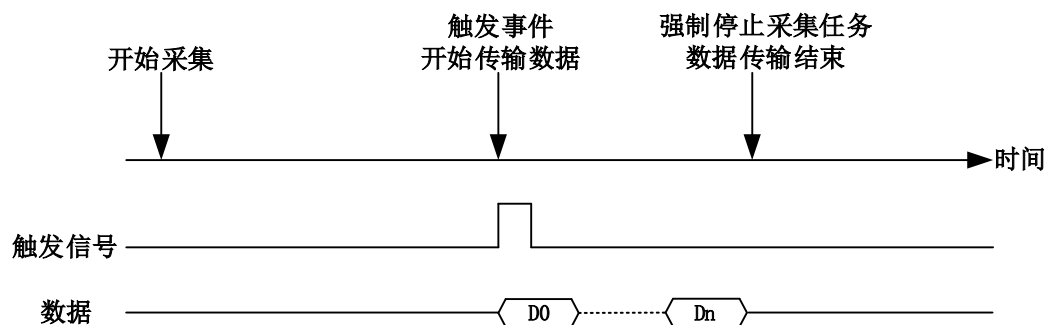 开始采集
触发事件
开始传输数据
强制停止采集任务
数据传输结束
时间
触发信号
数据
D0
Dn